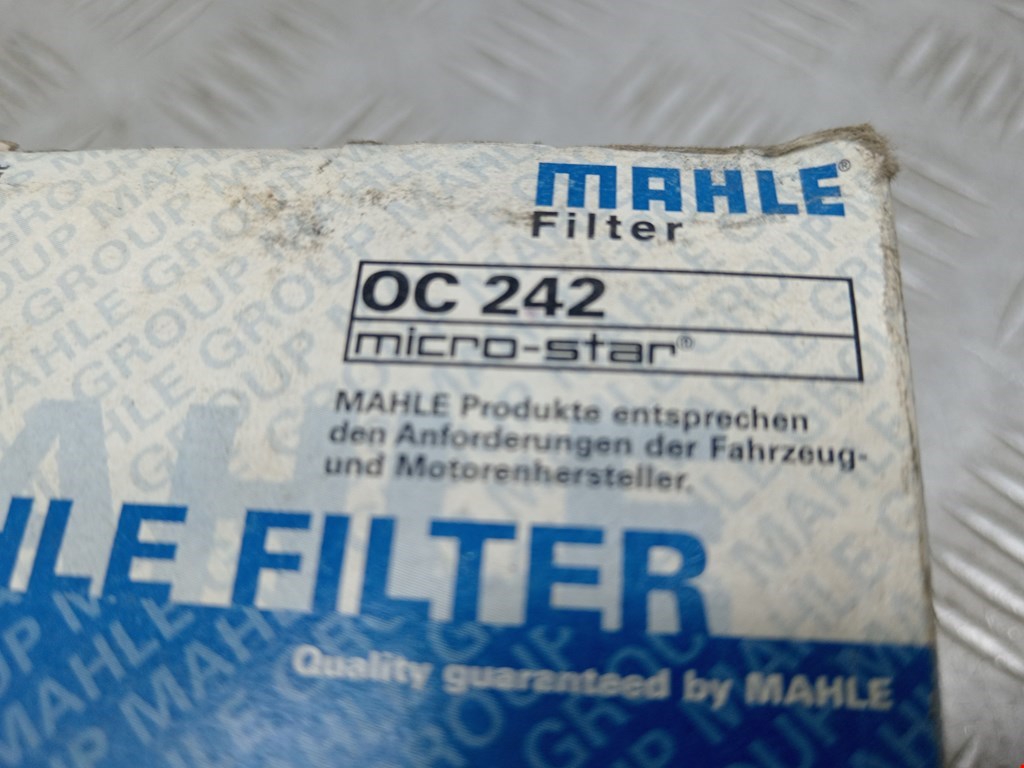 MAHLE®
Filter
OC 242
micro-star®
MAHLE Produkte entsprechen
den Anforderungen der Fahrzeug-
und Motorenhersteller.
HLE FILTER
Quality guaranteed by MAHLE